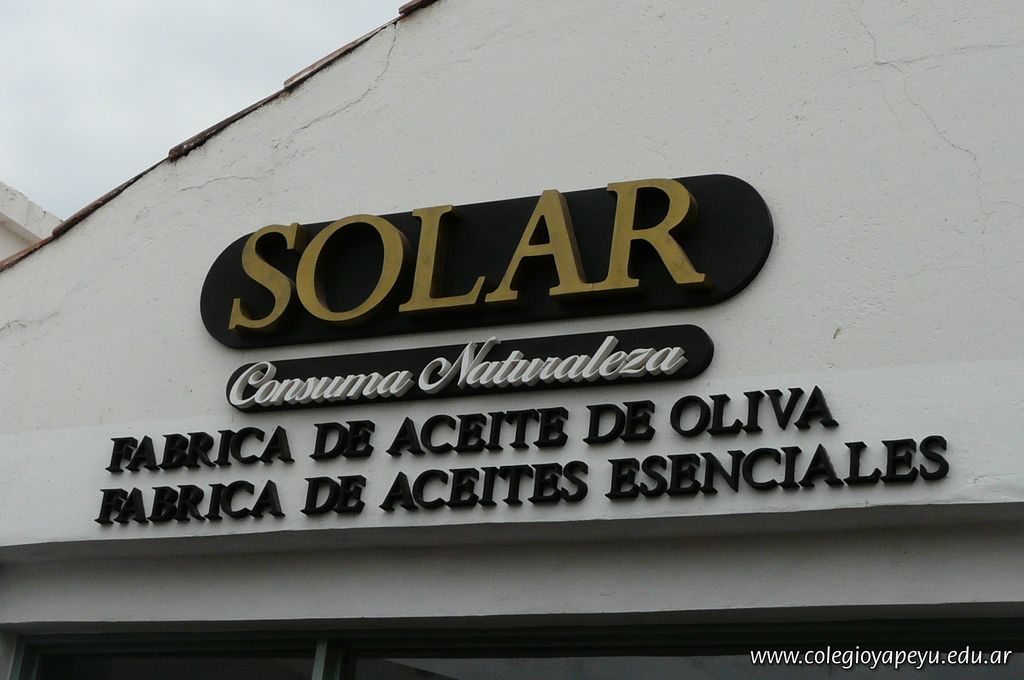 SOLAR
Consuma Naturaleza
FABRICA DE ACEITE DE OLIVA
FABRICA DE ACEITES ESENCIALES
www.colegioyapeyu.edu.ar